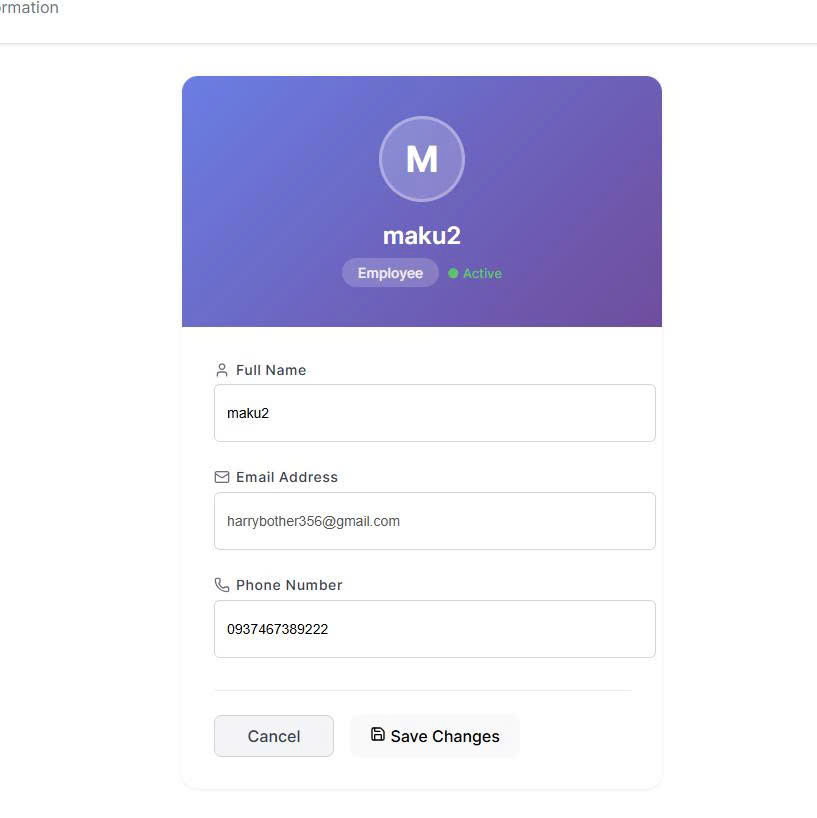 ormation
M
maku2
Employee Active
Full Name
maku2
Email Address
harrybother356@gmail.com
Phone Number
0937467389222
Cancel Save Changes